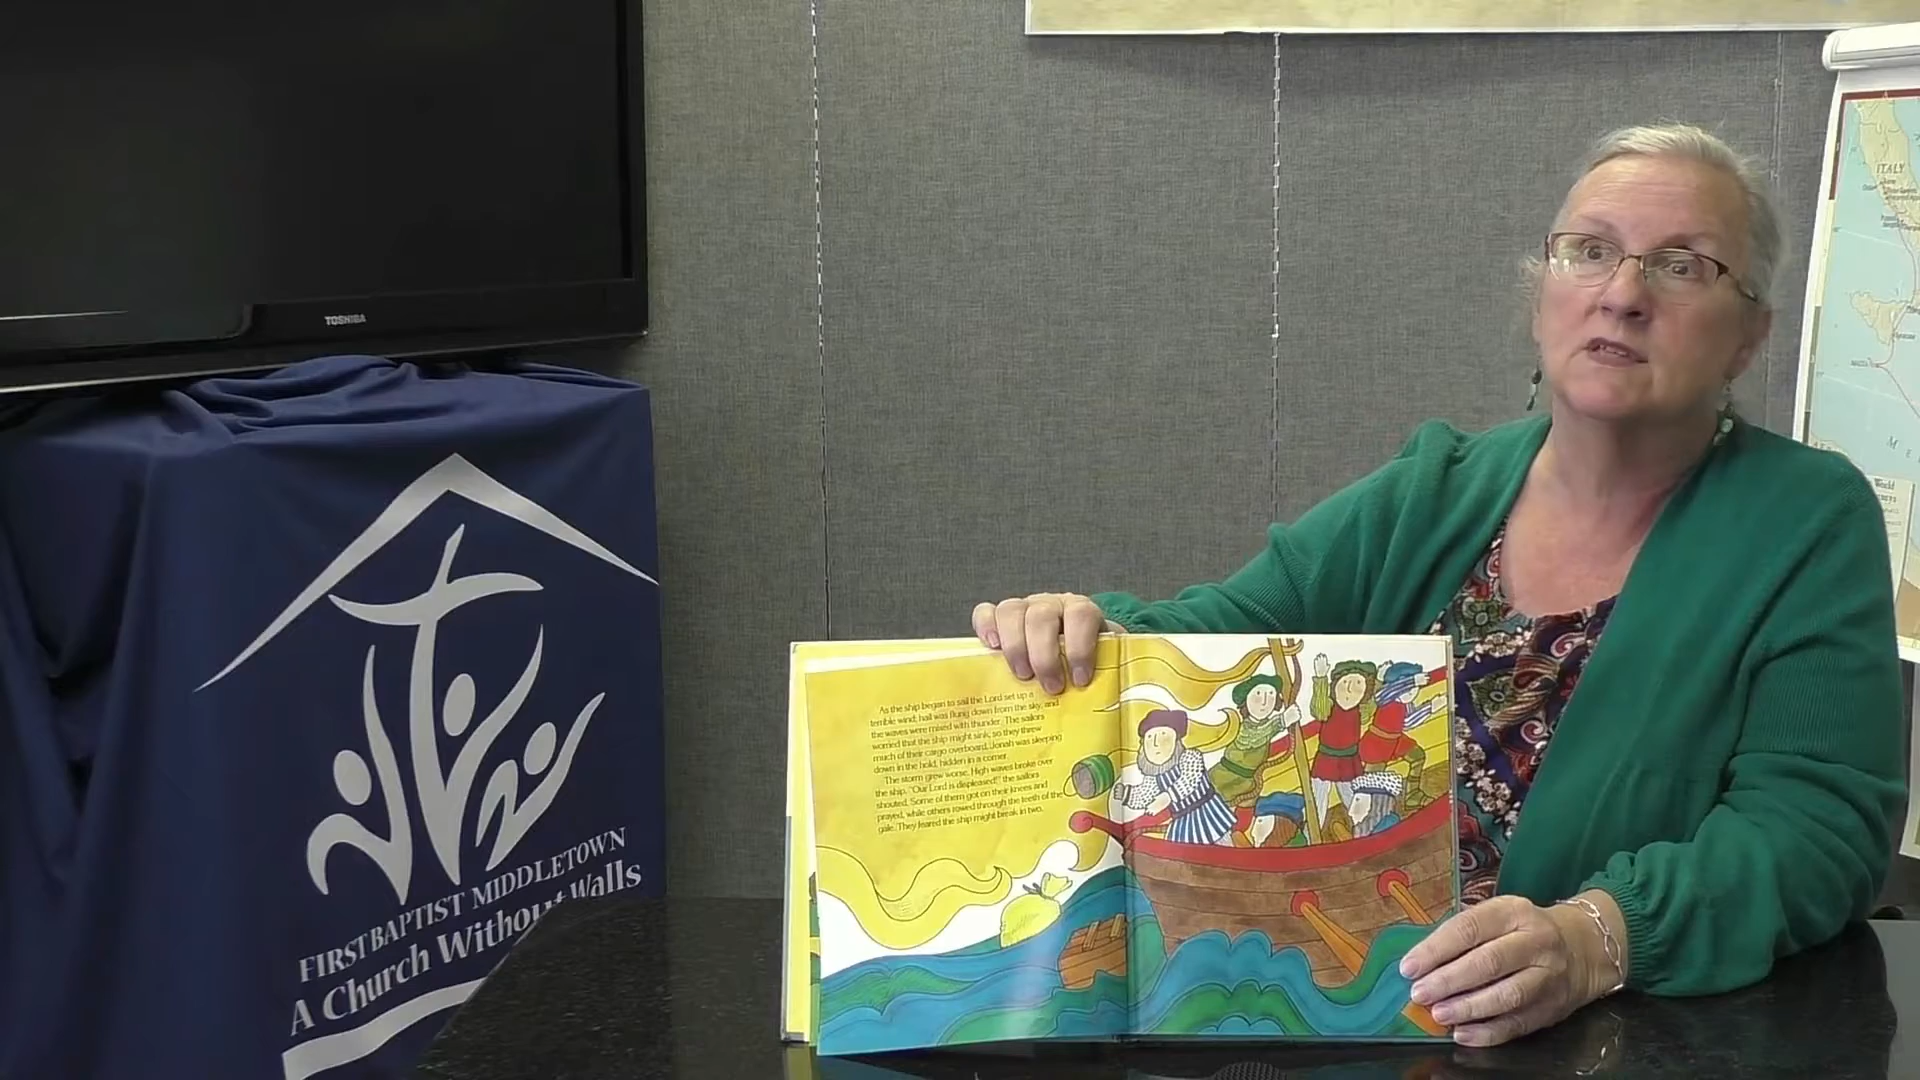 TOSHIBA
FIRST BAPTIST MIDDLETOWN
A Church Without Walls
As the ship began to sail the Lord set up a
terrible wind; hail was flung down from the sky, and
the waves were mixed with thunder. The sailors
worried that the ship might sink, so they threw
much of their cargo overboard. Jonah was sleeping
down in the hold, hidden in a corner.
The storm grew worse. High waves broke over
the ship. "Our Lord is displeased!" the sailors
shouted. Some of them got on their knees and
prayed, while others rowed through the teeth of the
gale. They feared the ship might break in two.
ITALY
World